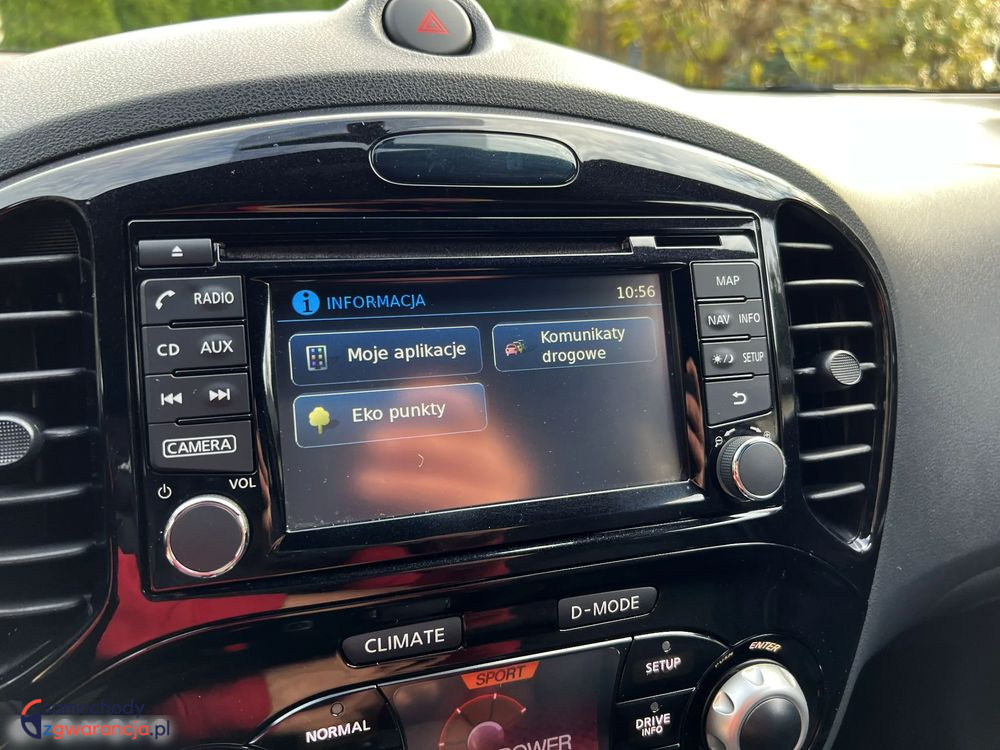 INFORMACJA
10:56
Moje aplikacje
Komunikaty
drogowe
Eko punkty
RADIO
CD
AUX
CAMERA
VOL
MAP
NAV
INFO
SETUP
CLIMATE
D-MODE
SPORT
NORMAL
POWER
SETUP
DRIVE
INFO
PUSH
ENTER
samochody
zgwarancja.pl